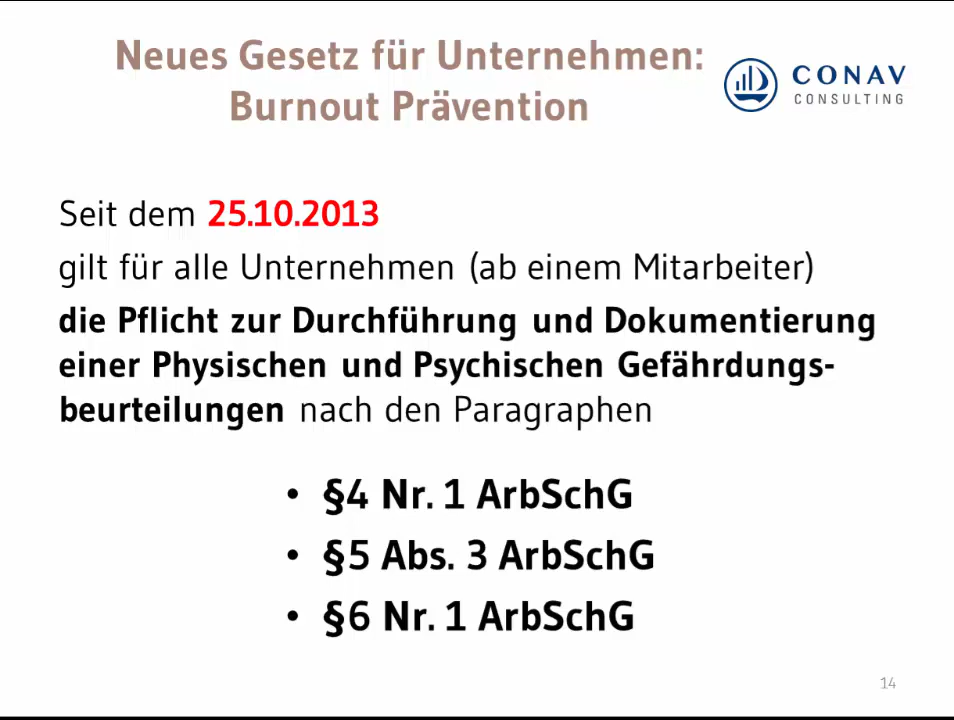 Neues Gesetz für Unternehmen:
Burnout Prävention
CONAV
CONSULTING
Seit dem 25.10.2013
gilt für alle Unternehmen (ab einem Mitarbeiter)
die Pflicht zur Durchführung und Dokumentierung
einer Physischen und Psychischen Gefährdungs-
beurteilungen nach den Paragraphen
• §4 Nr. 1 ArbSchG
• §5 Abs. 3 ArbSchG
• §6 Nr. 1 ArbSchG
14